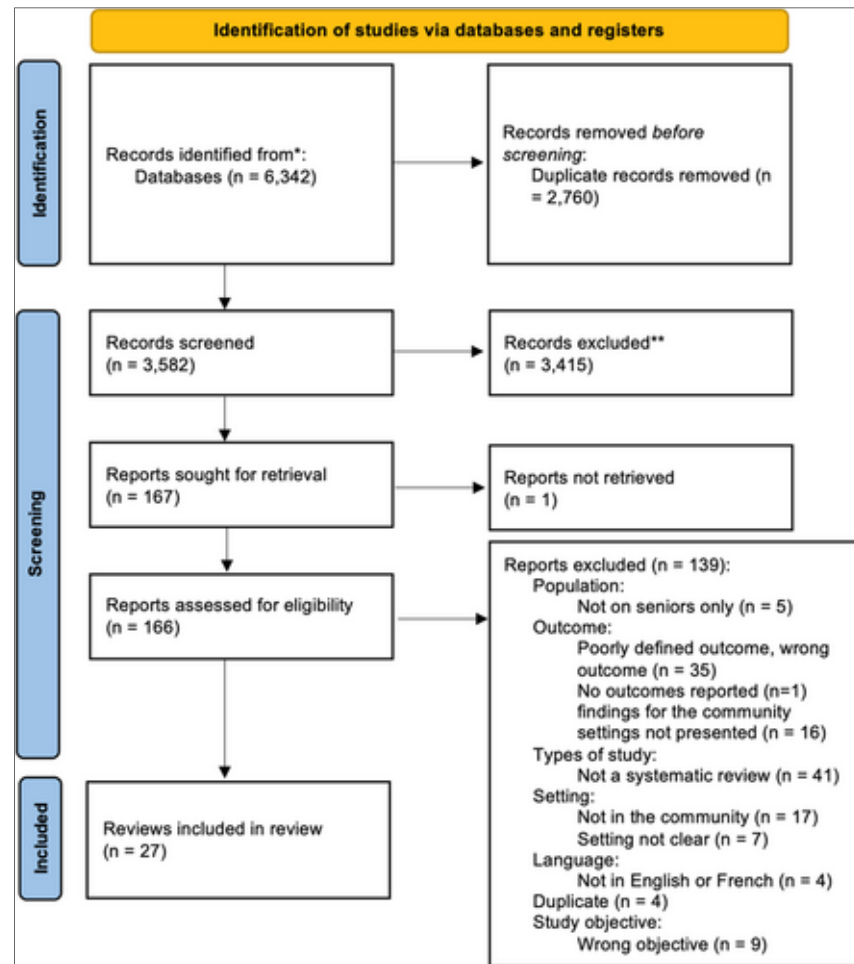 Identification of studies via databases and registers
Identification
Records identified from*:
Databases (n = 6,342)
Records removed before
screening:
Duplicate records removed (n
= 2,760)
Screening
Records screened
(n = 3,582)
Records excluded**
(n = 3,415)
Reports sought for retrieval
(n = 167)
Reports not retrieved
(n = 1)
Reports assessed for eligibility
(n = 166)
Reports excluded (n = 139):
Population:
Not on seniors only (n = 5)
Outcome:
Poorly defined outcome, wrong
outcome (n = 35)
No outcomes reported (n=1)
findings for the community
settings not presented (n = 16)
Types of study:
Not a systematic review (n = 41)
Setting:
Not in the community (n = 17)
Setting not clear (n = 7)
Language:
Not in English or French (n = 4)
Duplicate (n = 4)
Study objective:
Wrong objective (n = 9)
Included
Reviews included in review
(n = 27)